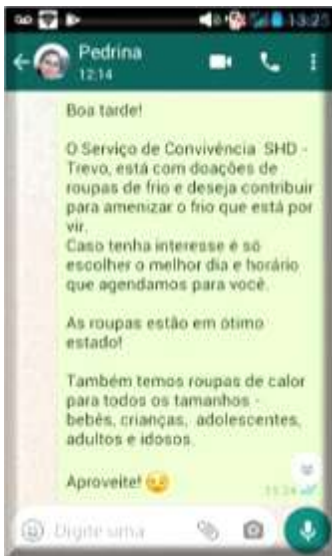 13:25
Pedrina
12:14
Boa tarde!
O Serviço de Convivência SHD -
Trevo, está com doações de
roupas de frio e deseja contribuir
para amenizar o frio que está por
vir.
Caso tenha interesse é só
escolher o melhor dia e horário
que agendamos para você.
As roupas estão em ótimo
estado!
Também temos roupas de calor
para todos os tamanhos -
bebês, crianças, adolescentes,
adultos e idosos.
Aproveite!
11:24
Digite uma